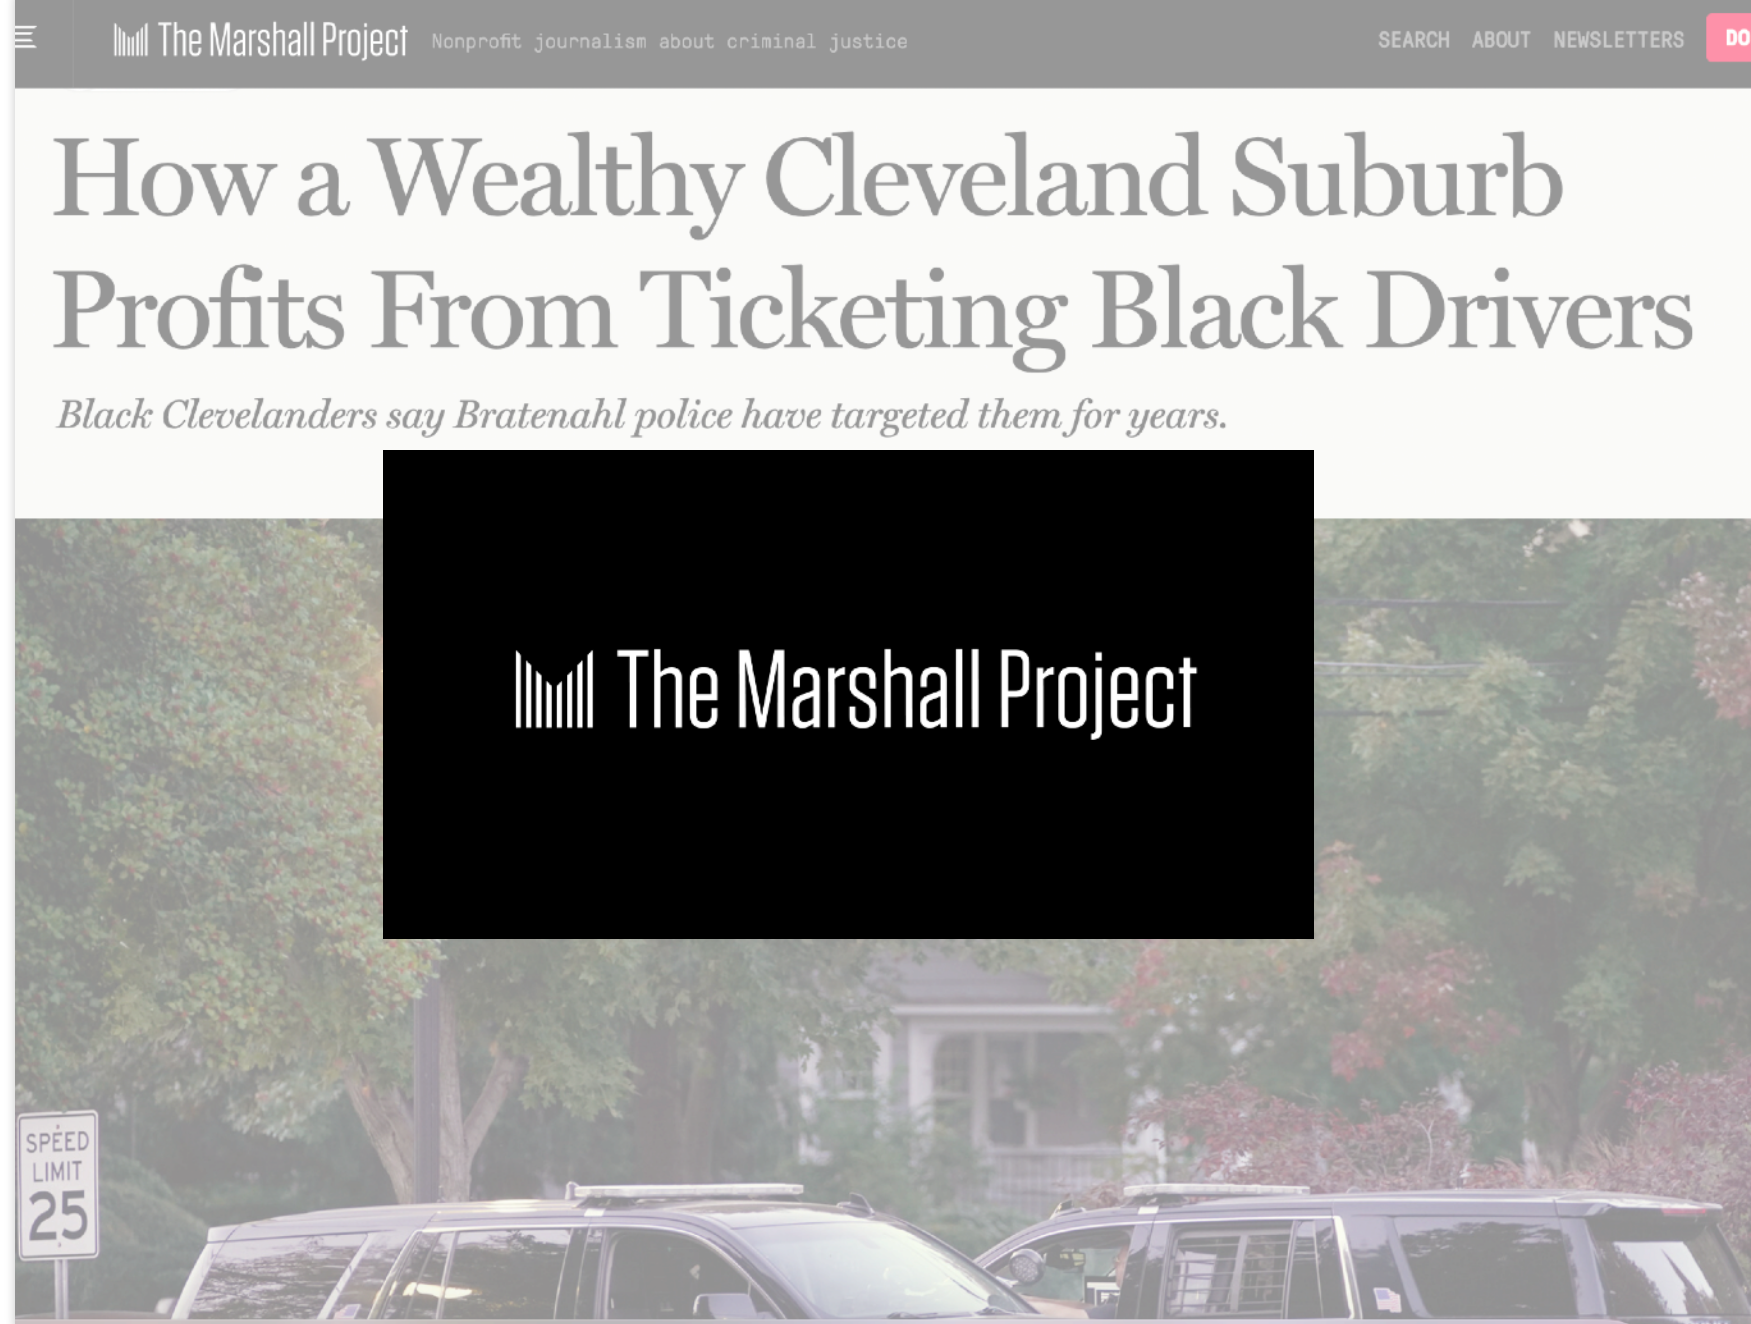 The Marshall Project Nonprofit journalism about criminal justice SEARCH ABOUT NEWSLETTERS DO
How a Wealthy Cleveland Suburb
Profits From Ticketing Black Drivers
Black Clevelanders say Bratenahl police have targeted them for years.
The Marshall Project
SPEED
LIMIT
25